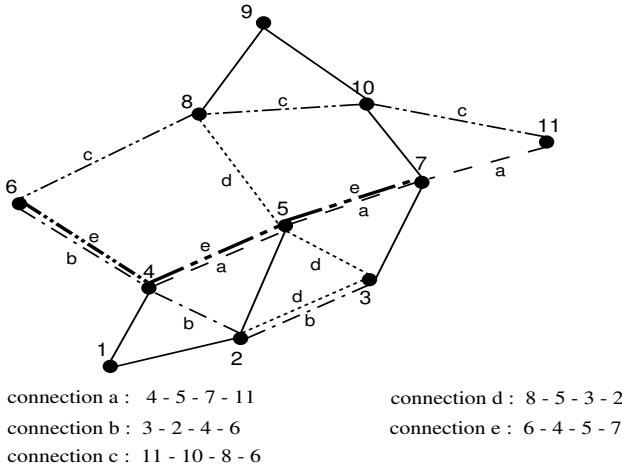 9
10
8
c
c
11
c
7
a
6
d
e
5
a
e
e
b
a
d
4
d
3
b
b
2
1
connection a : 4 - 5 - 7 - 11
connection d : 8 - 5 - 3 - 2
connection b : 3 - 2 - 4 - 6
connection e : 6 - 4 - 5 - 7
connection c : 11 - 10 - 8 - 6